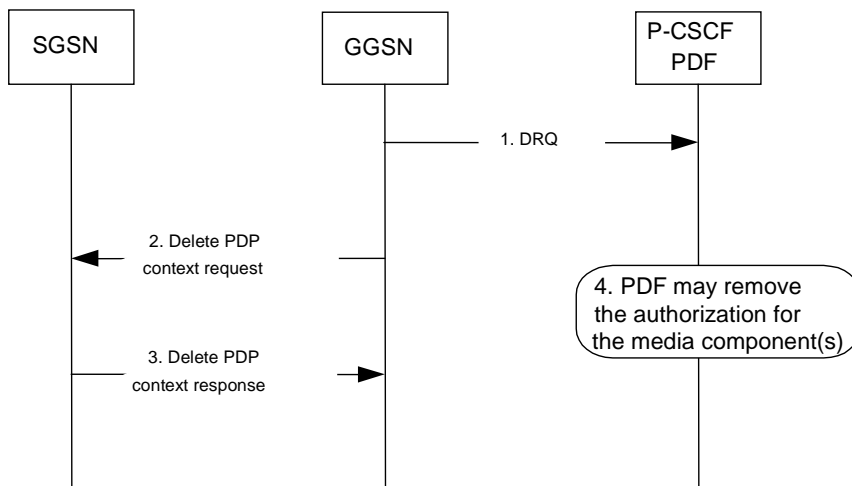 SGSN
GGSN
P-CSCF
PDF
1. DRQ
2. Delete PDP
context request
4. PDF may remove
the authorization for
the media component(s)
3. Delete PDP
context response